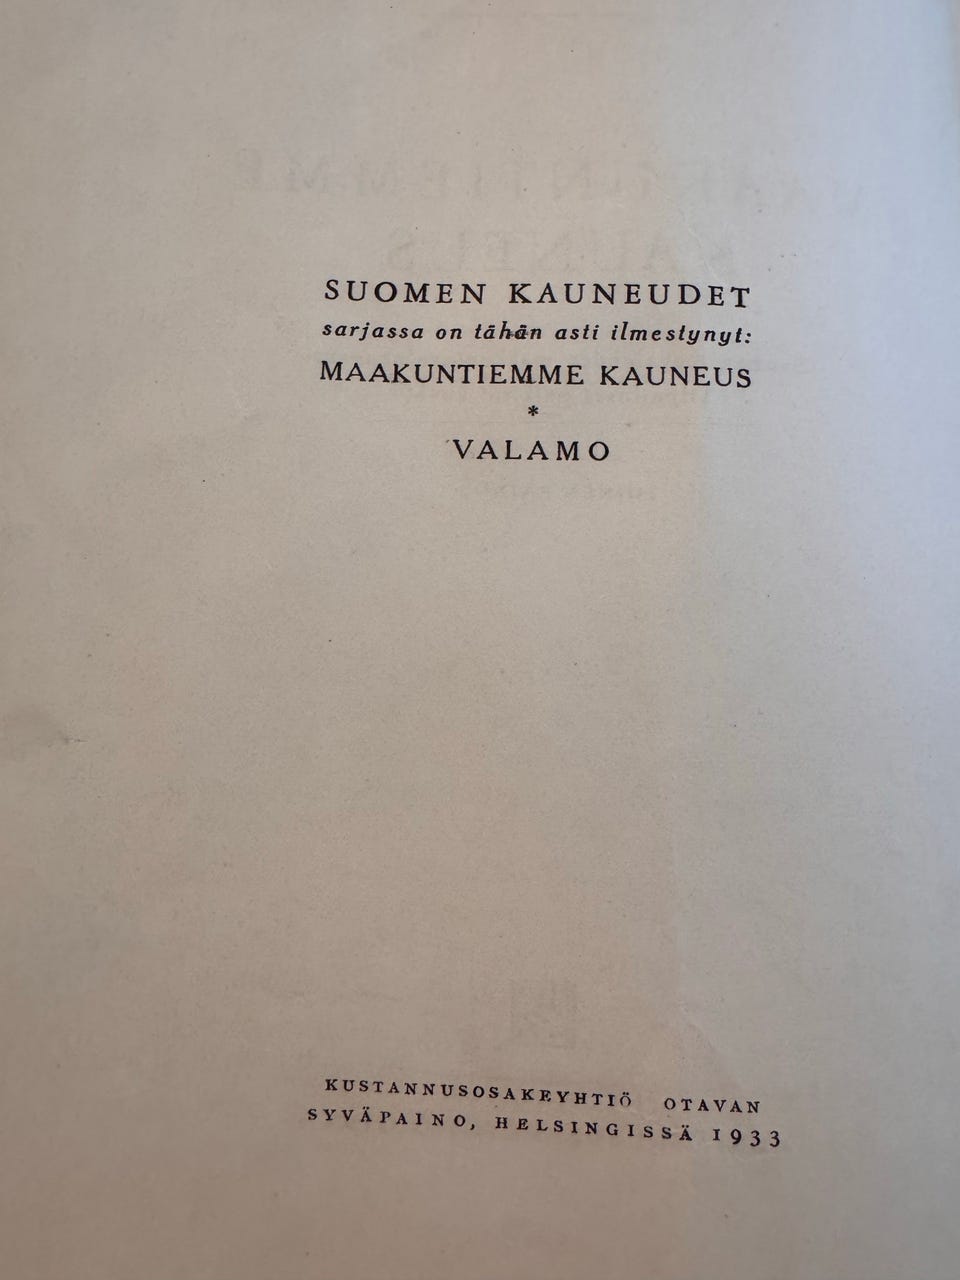 SUOMEN KAUNEUDET
sarjassa on tähän asti ilmestynyt:
MAAKUNTIEMME KAUNEUS
*
VALAMO
KUSTANNUSOSAKEYHTIÖ OTAVAN
SYVÄPAINO, HELSINGISSÄ 1933